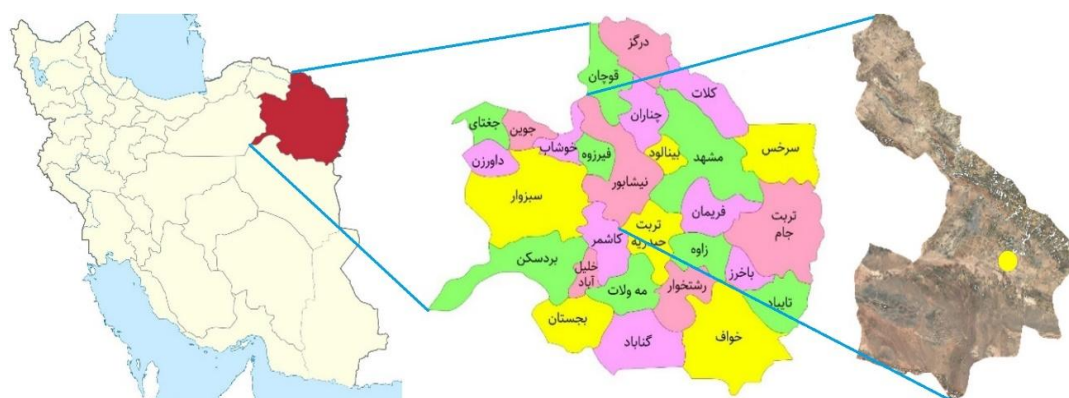 درگز
قوچان
کلات
چناران
جغتای
جوین
خوشاب
فیرزوه
بینالود
مشهد
سرخس
داورزن
نیشابور
سبزوار
فریمان
تربت
جام
تربت
حیدریه
کاشمر
زاوه
باخرز
بردسکن
خلیل
آباد
مه ولات
رشتخوار
تایباد
بجستان
خواف
گناباد